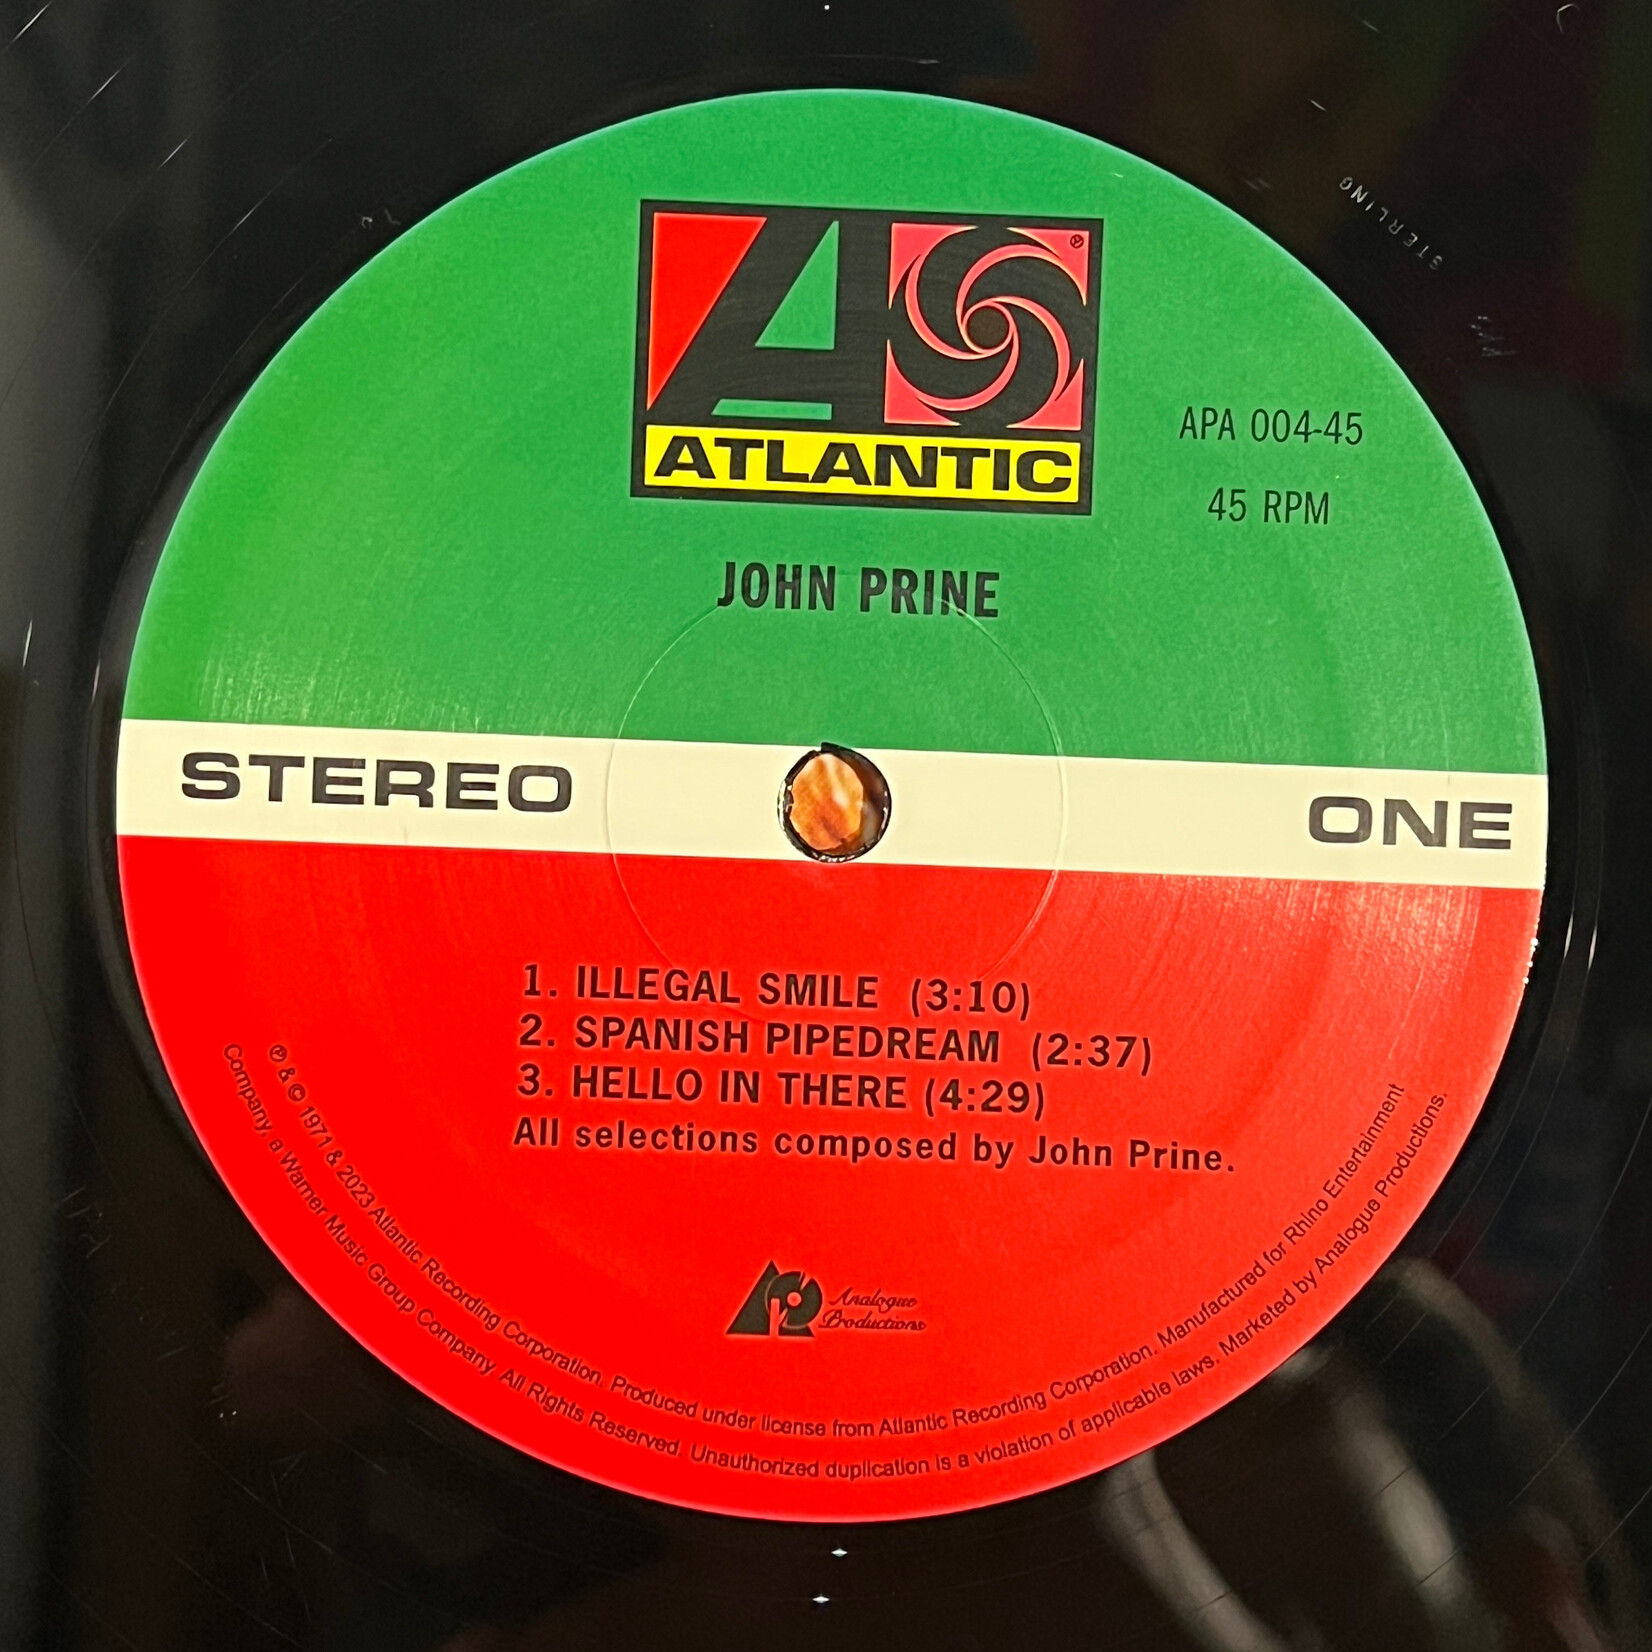 STERLING
ATLANTIC
APA 004-45
45 RPM
JOHN PRINE
STEREO
ONE
1. ILLEGAL SMILE (3:10)
2. SPANISH PIPEDREAM (2:37)
3. HELLO IN THERE (4:29)
All selections composed by John Prine.
Analogue
Productions
℗ & © 1971 & 2023 Atlantic Recording Corporation. Produced under license from Atlantic Recording Corporation. Manufactured for Rhino Entertainment
Company, a Warner Music Group Company. All Rights Reserved. Unauthorized duplication is a violation of applicable laws. Marketed by Analogue Productions.